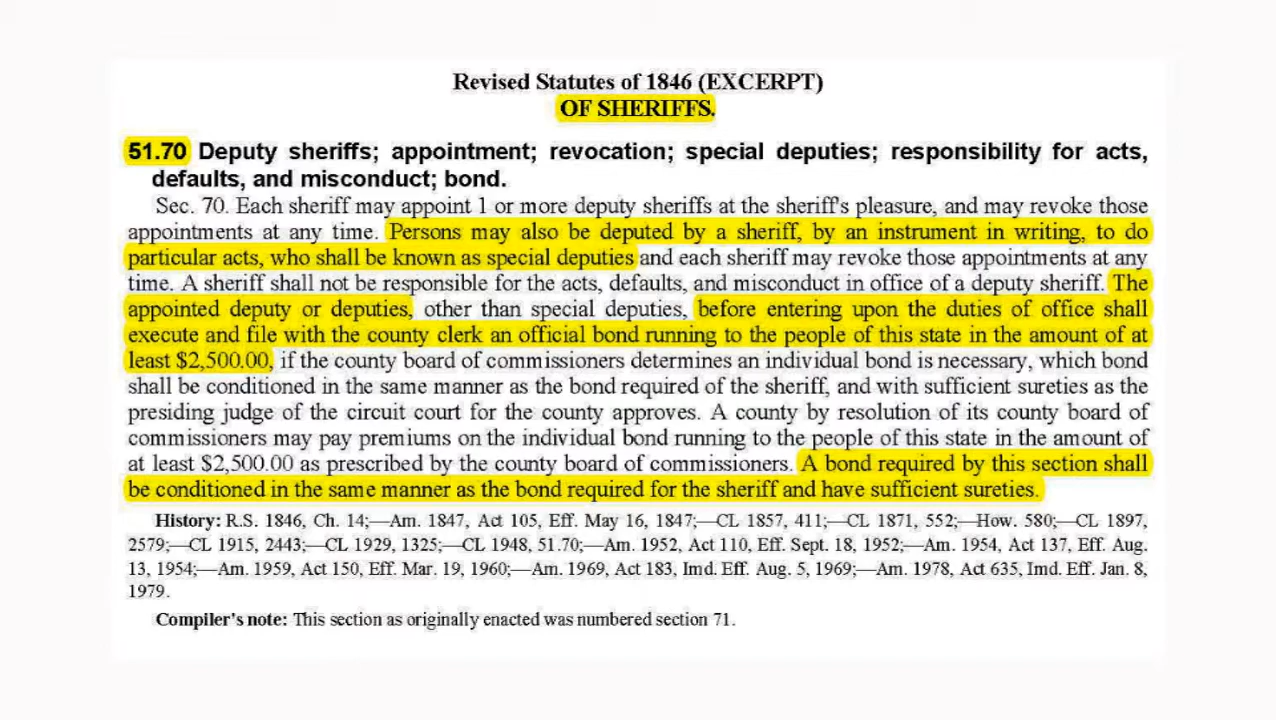 Revised Statutes of 1846 (EXCERPT)
OF SHERIFFS.
51.70 Deputy sheriffs; appointment; revocation; special deputies; responsibility for acts,
defaults, and misconduct; bond.
Sec. 70. Each sheriff may appoint 1 or more deputy sheriffs at the sheriff's pleasure, and may revoke those
appointments at any time. Persons may also be deputed by a sheriff, by an instrument in writing, to do
particular acts, who shall be known as special deputies and each sheriff may revoke those appointments at any
time. A sheriff shall not be responsible for the acts, defaults, and misconduct in office of a deputy sheriff. The
appointed deputy or deputies, other than special deputies, before entering upon the duties of office shall
execute and file with the county clerk an official bond running to the people of this state in the amount of at
least $2,500.00, if the county board of commissioners determines an individual bond is necessary, which bond
shall be conditioned in the same manner as the bond required of the sheriff, and with sufficient sureties as the
presiding judge of the circuit court for the county approves. A county by resolution of its county board of
commissioners may pay premiums on the individual bond running to the people of this state in the amount of
at least $2,500.00 as prescribed by the county board of commissioners. A bond required by this section shall
be conditioned in the same manner as the bond required for the sheriff and have sufficient sureties.
History: R.S. 1846, Ch. 14;—Am. 1847, Act 105, Eff. May 16, 1847;—CL 1857, 411;—CL 1871, 552;—How. 580;—CL 1897,
2579;—CL 1915, 2443;—CL 1929, 1325;—CL 1948, 51.70;—Am. 1952, Act 110, Eff. Sept. 18, 1952;—Am. 1954, Act 137, Eff. Aug.
13, 1954;—Am. 1959, Act 150, Eff. Mar. 19, 1960;—Am. 1969, Act 183, Imd. Eff. Aug. 5, 1969;—Am. 1978, Act 635, Imd. Eff. Jan. 8,
1979.
Compiler's note: This section as originally enacted was numbered section 71.